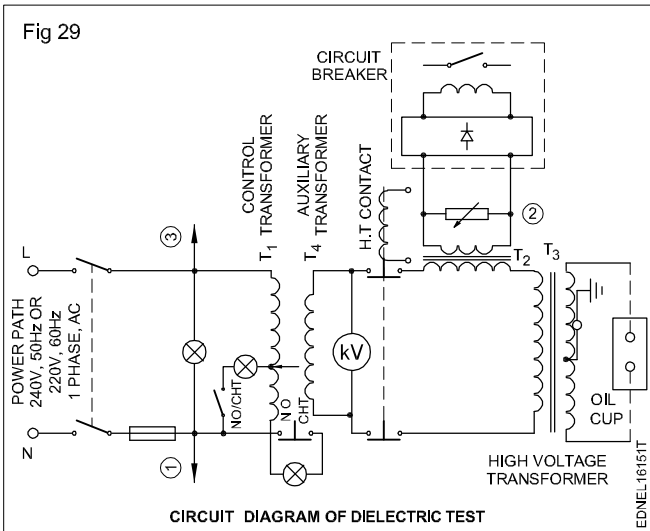 Fig 29
CIRCUIT
BREAKER
CONTROL
TRANSFORMER
AUXILIARY
TRANSFORMER
H.T CONTACT
T1
T4
T2
T3
3
2
1
L
N
POWER PATH
240V, 50Hz OR
220V, 60Hz
1 PHASE, AC
NO/CHT
N O
CHT
kV
OIL
CUP
HIGH VOLTAGE
TRANSFORMER
CIRCUIT DIAGRAM OF DIELECTRIC TEST
EDNEL16151T